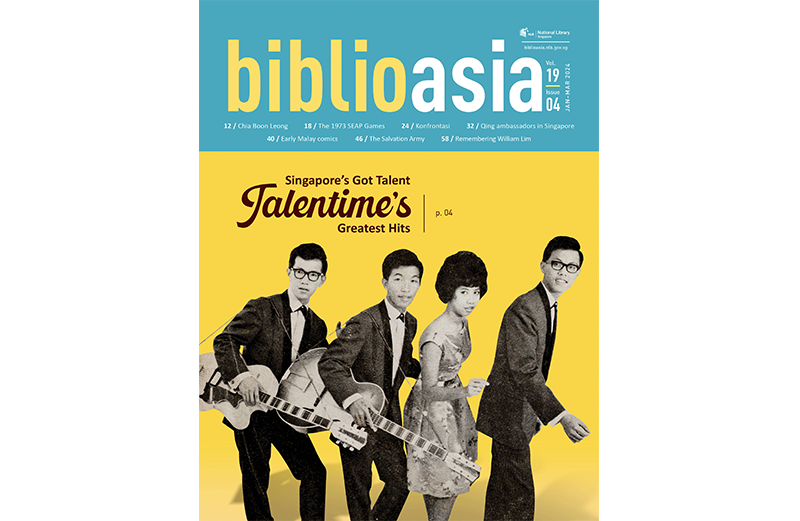 National Library
Singapore
biblioasia.nlb.gov.sg
biblioasia
Vol.
19
Issue
04
JAN–MAR 2024
12 / Chia Boon Leong 18 / The 1973 SEAP Games 24 / Konfrontasi 32 / Qing ambassadors in Singapore
40 / Early Malay comics 46 / The Salvation Army 58 / Remembering William Lim
Singapore's Got Talent
Talentime's
Greatest Hits
p. 04